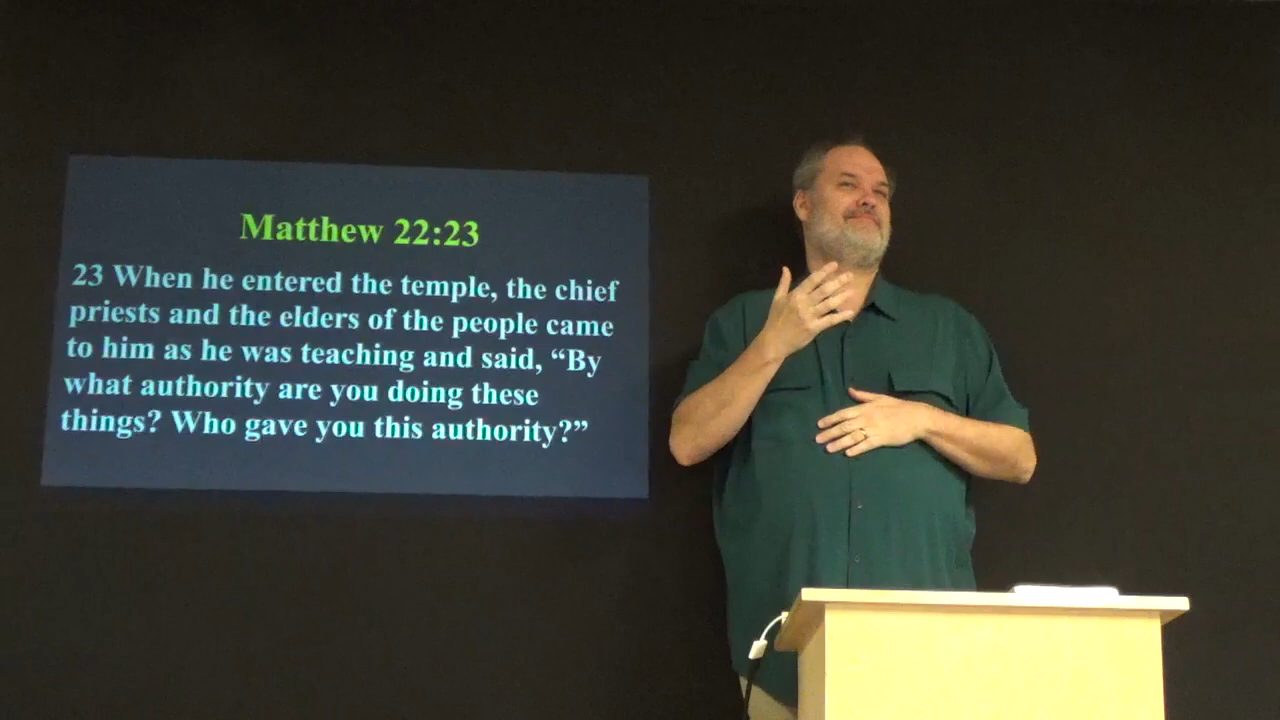 Matthew 22:23
23 When he entered the temple, the chief
priests and the elders of the people came
to him as he was teaching and said, “By
what authority are you doing these
things? Who gave you this authority?”